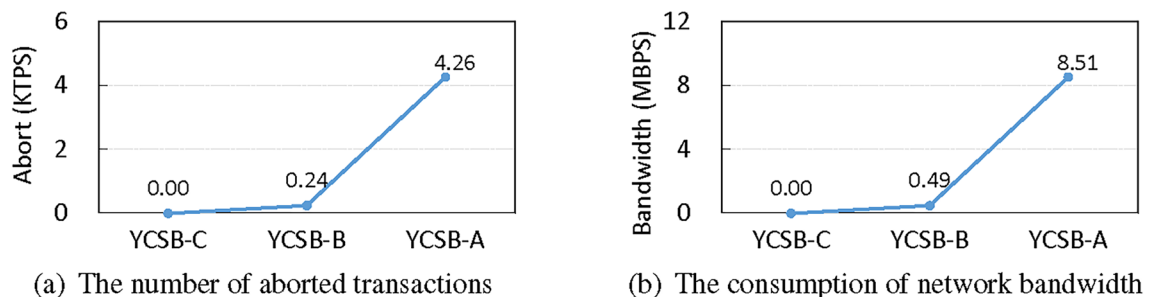 6
4
2
0
Abort (KTPS)
0.00
0.24
4.26
YCSB-C YCSB-B YCSB-A
(a) The number of aborted transactions
12
8
4
0
Bandwidth (MBPS)
0.00
0.49
8.51
YCSB-C YCSB-B YCSB-A
(b) The consumption of network bandwidth